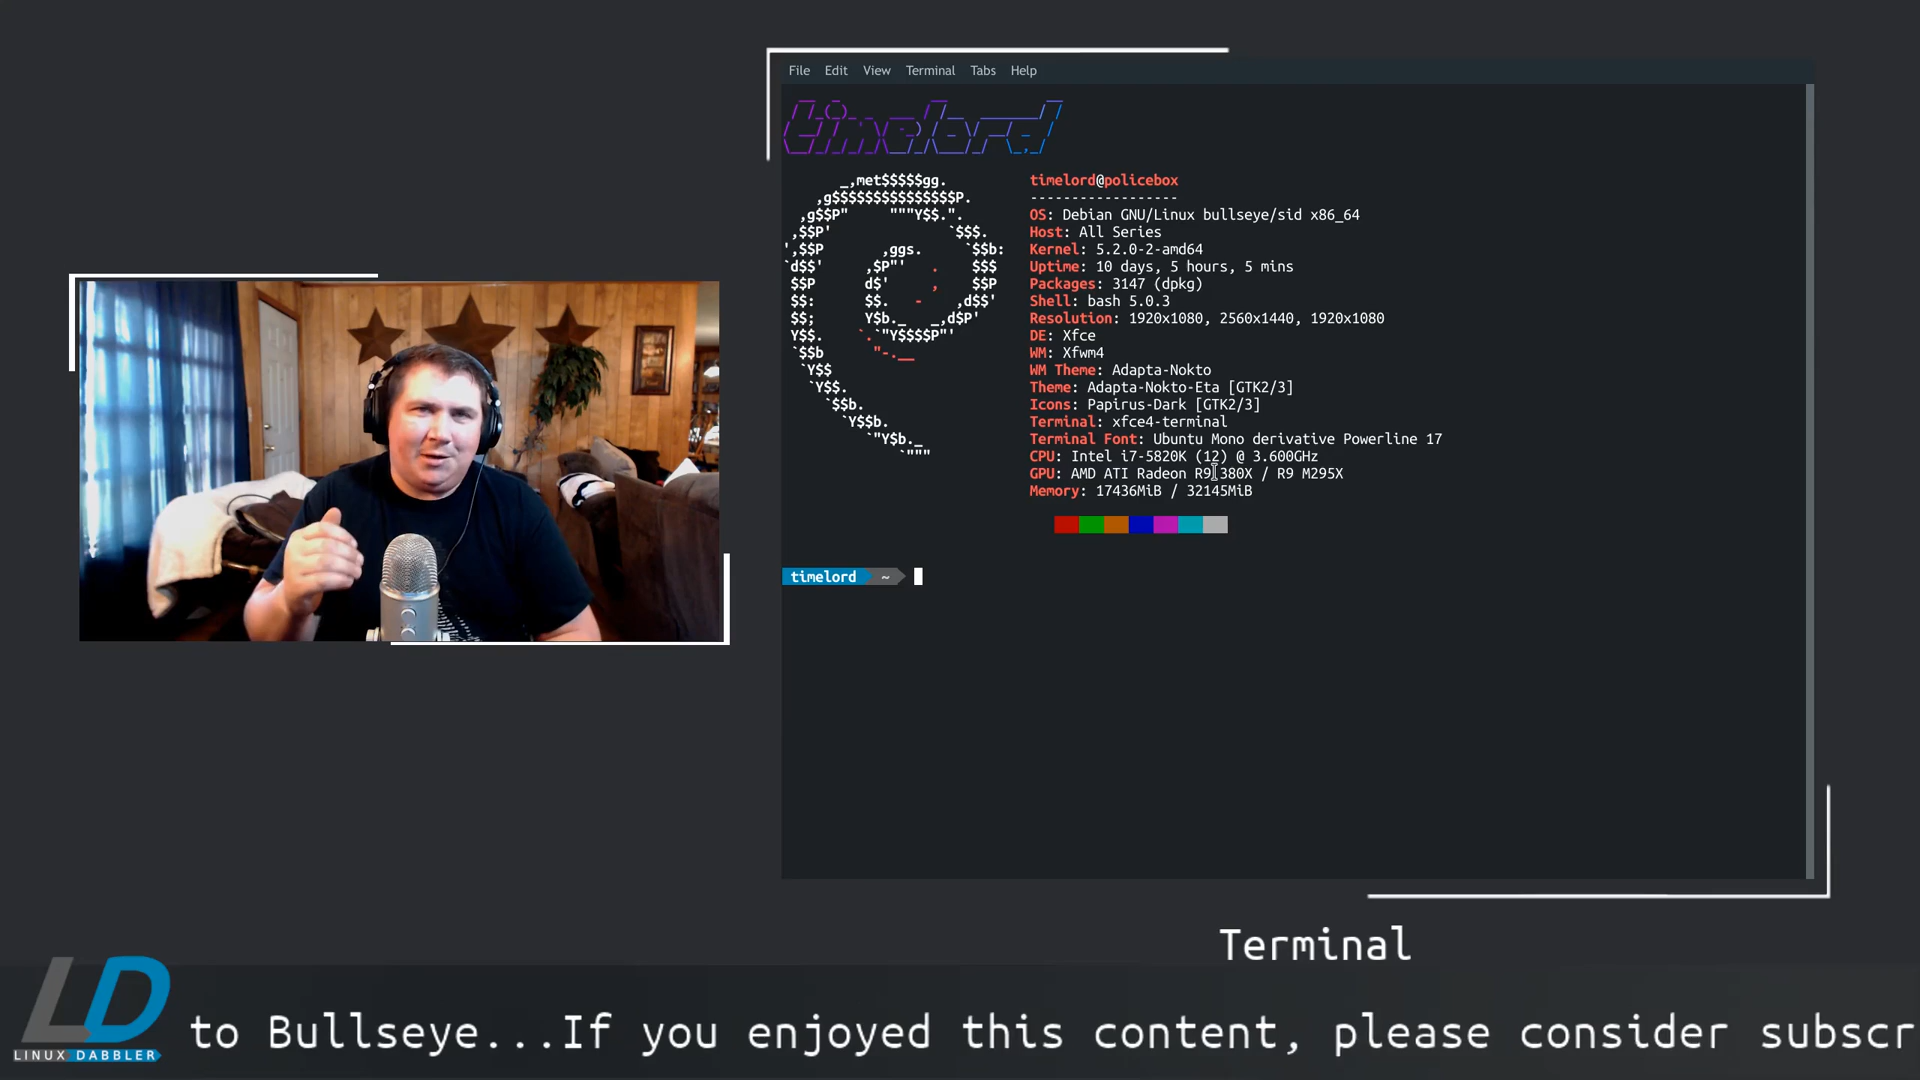 File Edit View Terminal Tabs Help
timelord
timelord@policebox
------------------
OS: Debian GNU/Linux bullseye/sid x86_64
Host: All Series
Kernel: 5.2.0-2-amd64
Uptime: 10 days, 5 hours, 5 mins
Packages: 3147 (dpkg)
Shell: bash 5.0.3
Resolution: 1920x1080, 2560x1440, 1920x1080
DE: Xfce
WM: Xfwm4
WM Theme: Adapta-Nokto
Theme: Adapta-Nokto-Eta [GTK2/3]
Icons: Papirus-Dark [GTK2/3]
Terminal: xfce4-terminal
Terminal Font: Ubuntu Mono derivative Powerline 17
CPU: Intel i7-5820K (12) @ 3.600GHz
GPU: AMD ATI Radeon R9 380X / R9 M295X
Memory: 17436MiB / 32145MiB
timelord ~
Terminal
LD
LINUX DABBLER
to Bullseye...If you enjoyed this content, please consider subscr